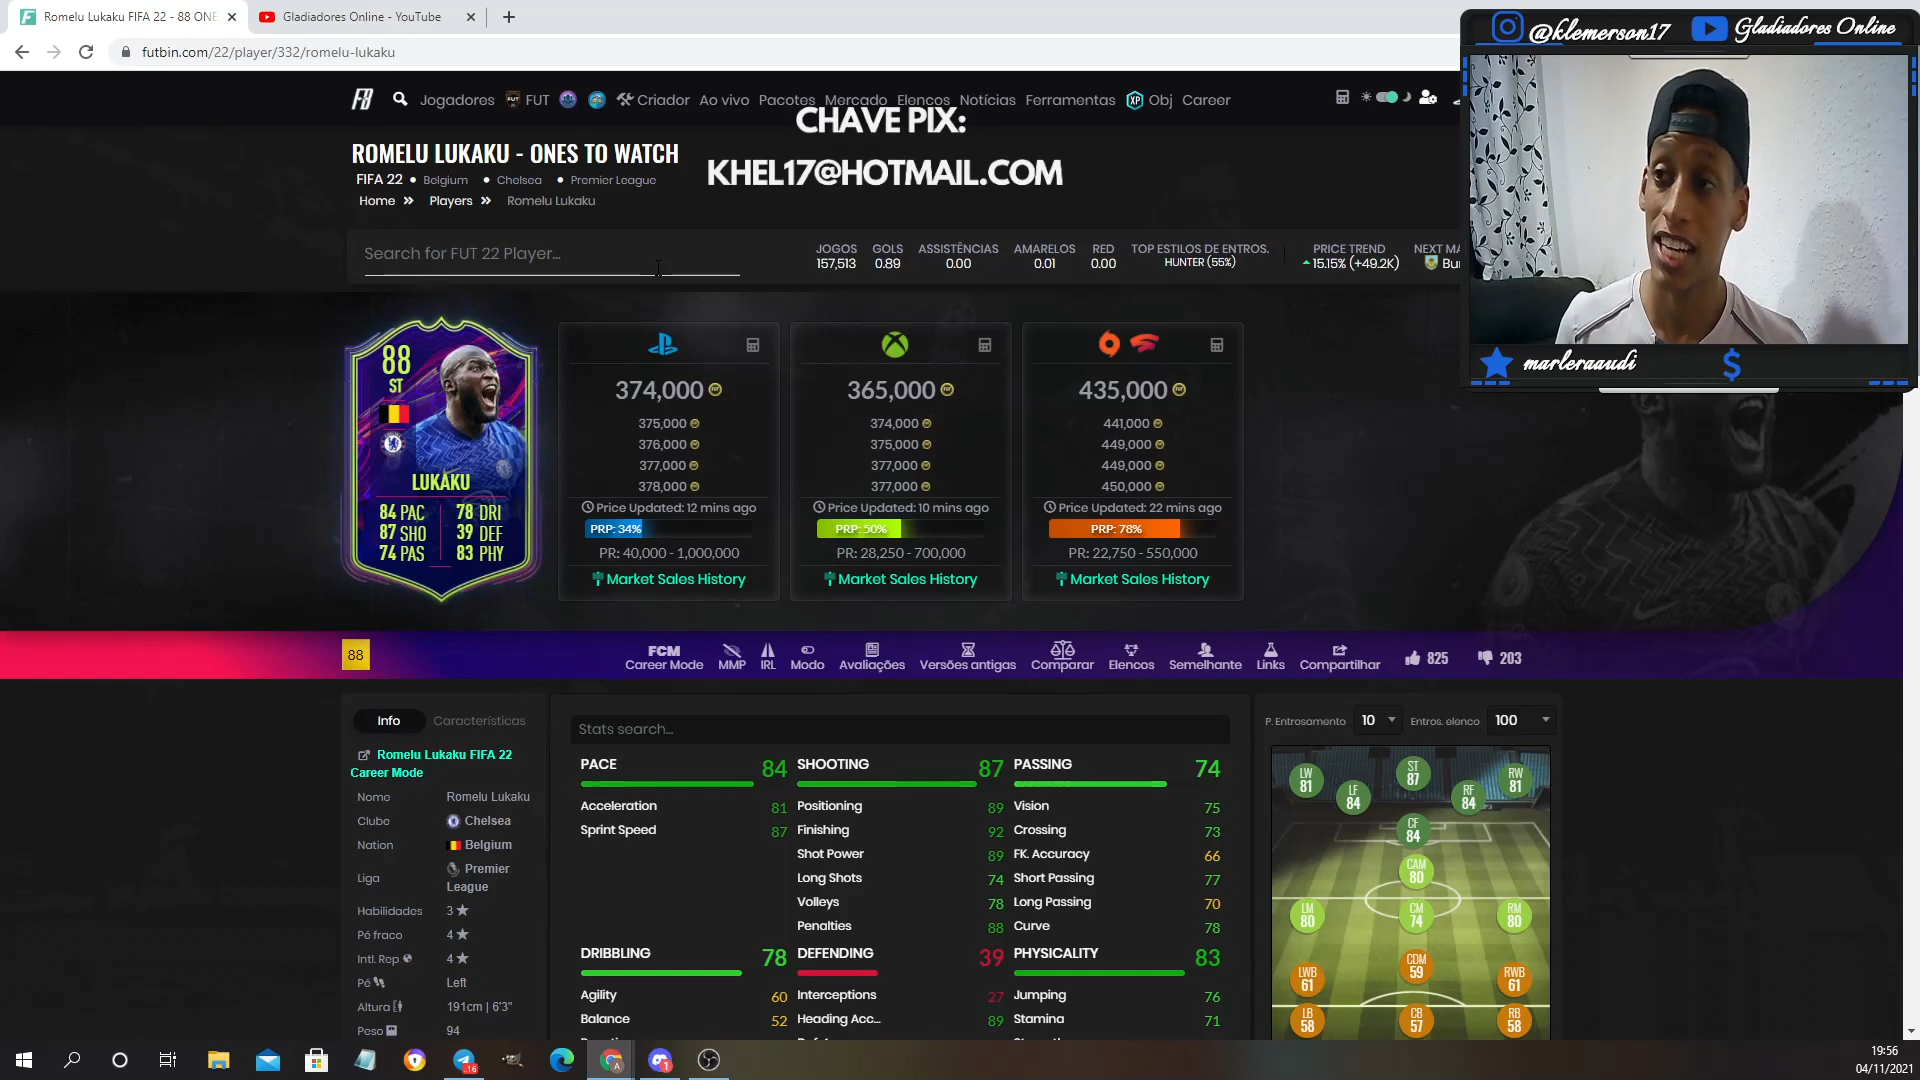 Romelu Lukaku FIFA 22 - 88 ONE
Gladiadores Online - YouTube
futbin.com/22/player/332/romelu-lukaku
@klemerson17
Gladiadores Online
Jogadores FUT Criador Ao vivo Pacotes Mercado Elencos Notícias Ferramentas XP Obj Career
CHAVE PIX:
KHEL17@HOTMAIL.COM
ROMELU LUKAKU - ONES TO WATCH
FIFA 22 • Belgium • Chelsea • Premier League
Home » Players » Romelu Lukaku
Search for FUT 22 Player...
JOGOS GOLS ASSISTÊNCIAS AMARELOS RED TOP ESTILOS DE ENTROS. PRICE TREND NEXT MA
157,513 0.89 0.00 0.01 0.00 HUNTER (55%) 15.15% (+49.2K) Bu
marleraaudi $
88
ST
LUKAKU
84 PAC 78 DRI
87 SHO 39 DEF
74 PAS 83 PHY
374,000
375,000
376,000
377,000
378,000
Price Updated: 12 mins ago
PRP: 34%
PR: 40,000 - 1,000,000
Market Sales History
365,000
374,000
375,000
377,000
377,000
Price Updated: 10 mins ago
PRP: 50%
PR: 28,250 - 700,000
Market Sales History
435,000
441,000
449,000
449,000
450,000
Price Updated: 22 mins ago
PRP: 78%
PR: 22,750 - 550,000
Market Sales History
88
FCM
Career Mode MMP IRL Modo Avaliações Versões antigas Comparar Elencos Semelhante Links Compartilhar 825 203
Info Características
Romelu Lukaku FIFA 22
Career Mode
Nome Romelu Lukaku
Clube Chelsea
Nation Belgium
Liga Premier
League
Habilidades 3
Pé fraco 4
Intl. Rep 4
Pé Left
Altura 191cm | 6'3"
Peso 94
Stats search...
PACE 84
Acceleration 81
Sprint Speed 87
SHOOTING 87
Positioning 89
Finishing 92
Shot Power 89
Long Shots 74
Volleys 78
Penalties 88
PASSING 74
Vision 75
Crossing 73
FK. Accuracy 66
Short Passing 77
Long Passing 70
Curve 78
DRIBBLING 78
Agility 60
Balance 52
DEFENDING 39
Interceptions 27
Heading Acc... 89
PHYSICALITY 83
Jumping 76
Stamina 71
P. Entrosamento 10 Entros. elenco 100
LW
81
LF
84
ST
87
RF
84
RW
81
CF
84
CAM
80
LM
80
CM
74
RM
80
LWB
61
CDM
59
RWB
61
LB
58
CB
57
RB
58
19:56
04/11/2021